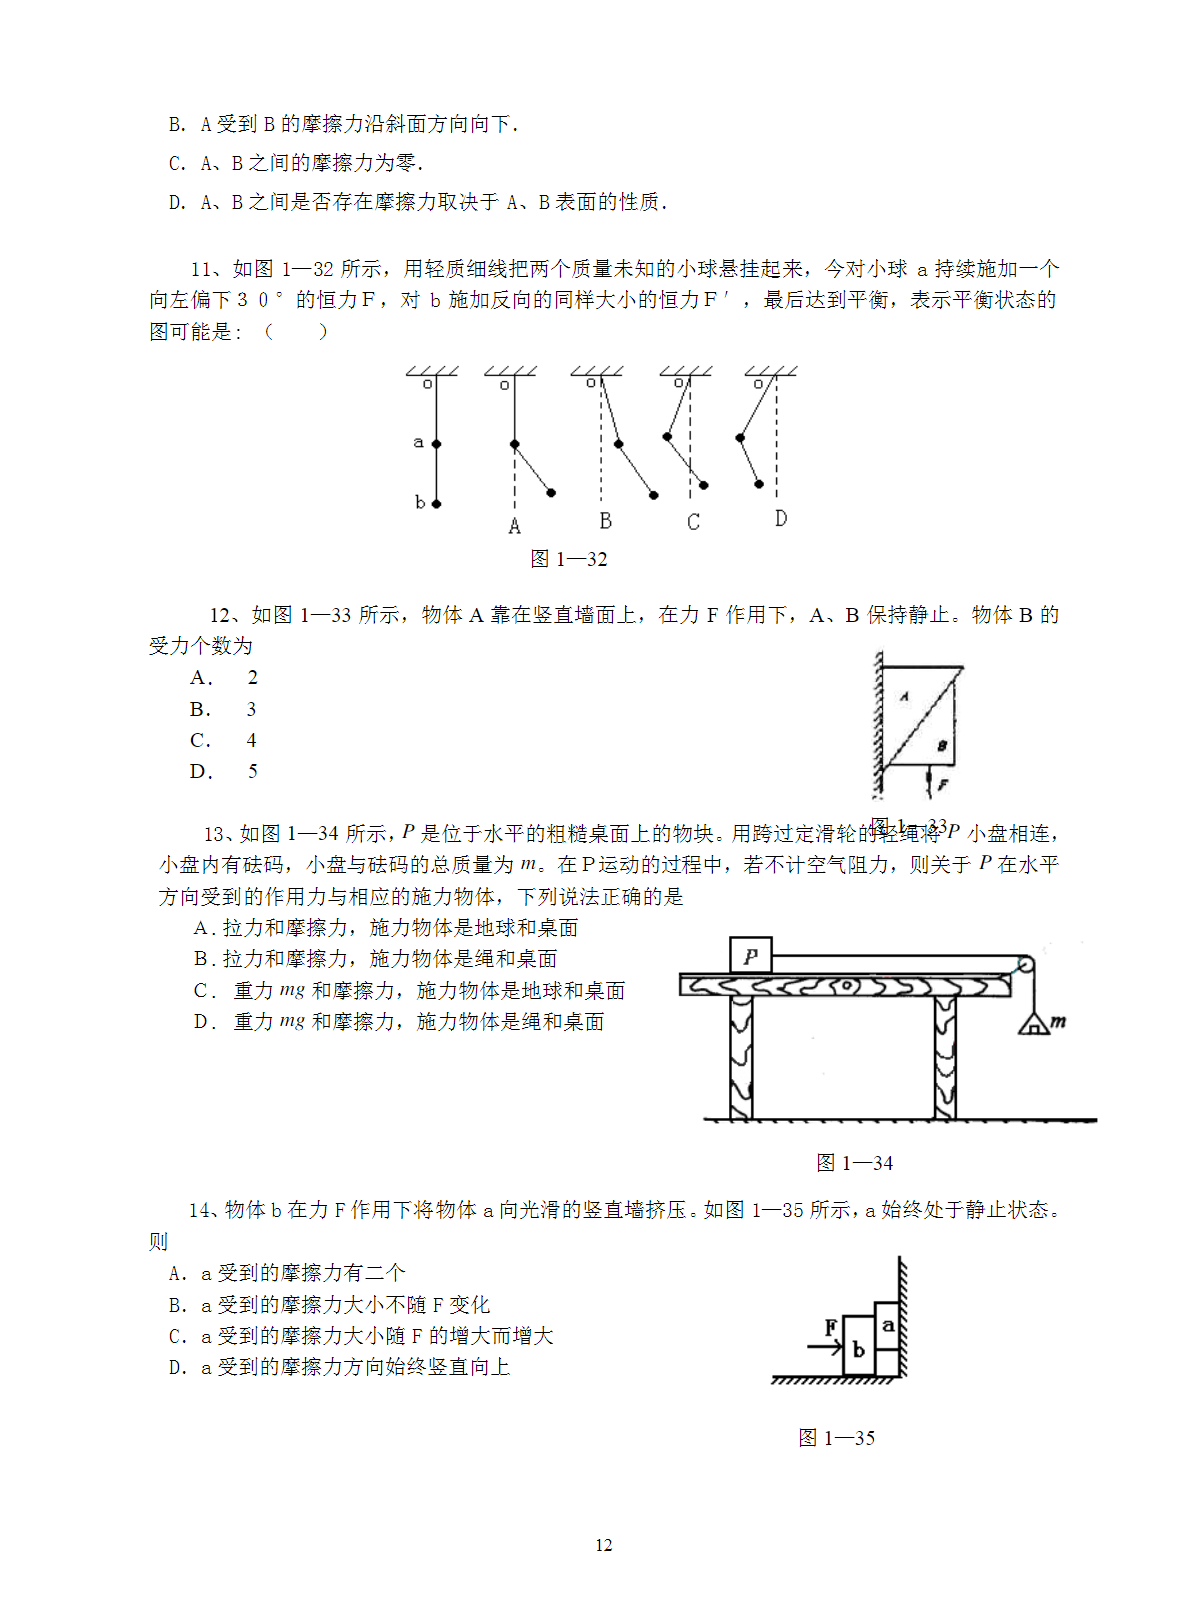 B. A受到B的摩擦力沿斜面方向向下.
C. A、B之间的摩擦力为零.
D. A、B之间是否存在摩擦力取决于 A、B表面的性质.
11、如图 1—32 所示，用轻质细线把两个质量未知的小球悬挂起来，今对小球 a 持续施加一个
向左偏下３０°的恒力Ｆ，对 b 施加反向的同样大小的恒力Ｆ′，最后达到平衡，表示平衡状态的
图可能是：（　　）
o o o o o
a
b
A B C D
图 1—32
12、如图 1—33 所示，物体 A 靠在竖直墙面上，在力 F 作用下，A、B 保持静止。物体 B 的
受力个数为
A． 2
B． 3
C． 4
D． 5
A
B
F
图 1—33
13、如图 1—34 所示，P 是位于水平的粗糙桌面上的物块。用跨过定滑轮的轻绳将 P 小盘相连，
小盘内有砝码，小盘与砝码的总质量为 m。在Ｐ运动的过程中，若不计空气阻力，则关于 P 在水平
方向受到的作用力与相应的施力物体，下列说法正确的是
A. 拉力和摩擦力，施力物体是地球和桌面
B. 拉力和摩擦力，施力物体是绳和桌面
C. 重力 mg 和摩擦力，施力物体是地球和桌面
D. 重力 mg 和摩擦力，施力物体是绳和桌面
P
m
图 1—34
14、物体 b 在力 F 作用下将物体 a 向光滑的竖直墙挤压。如图 1—35 所示，a 始终处于静止状态。
则
A. a 受到的摩擦力有二个
B. a 受到的摩擦力大小不随 F 变化
C. a 受到的摩擦力大小随 F 的增大而增大
D. a 受到的摩擦力方向始终竖直向上
F
a
b
图 1—35
12